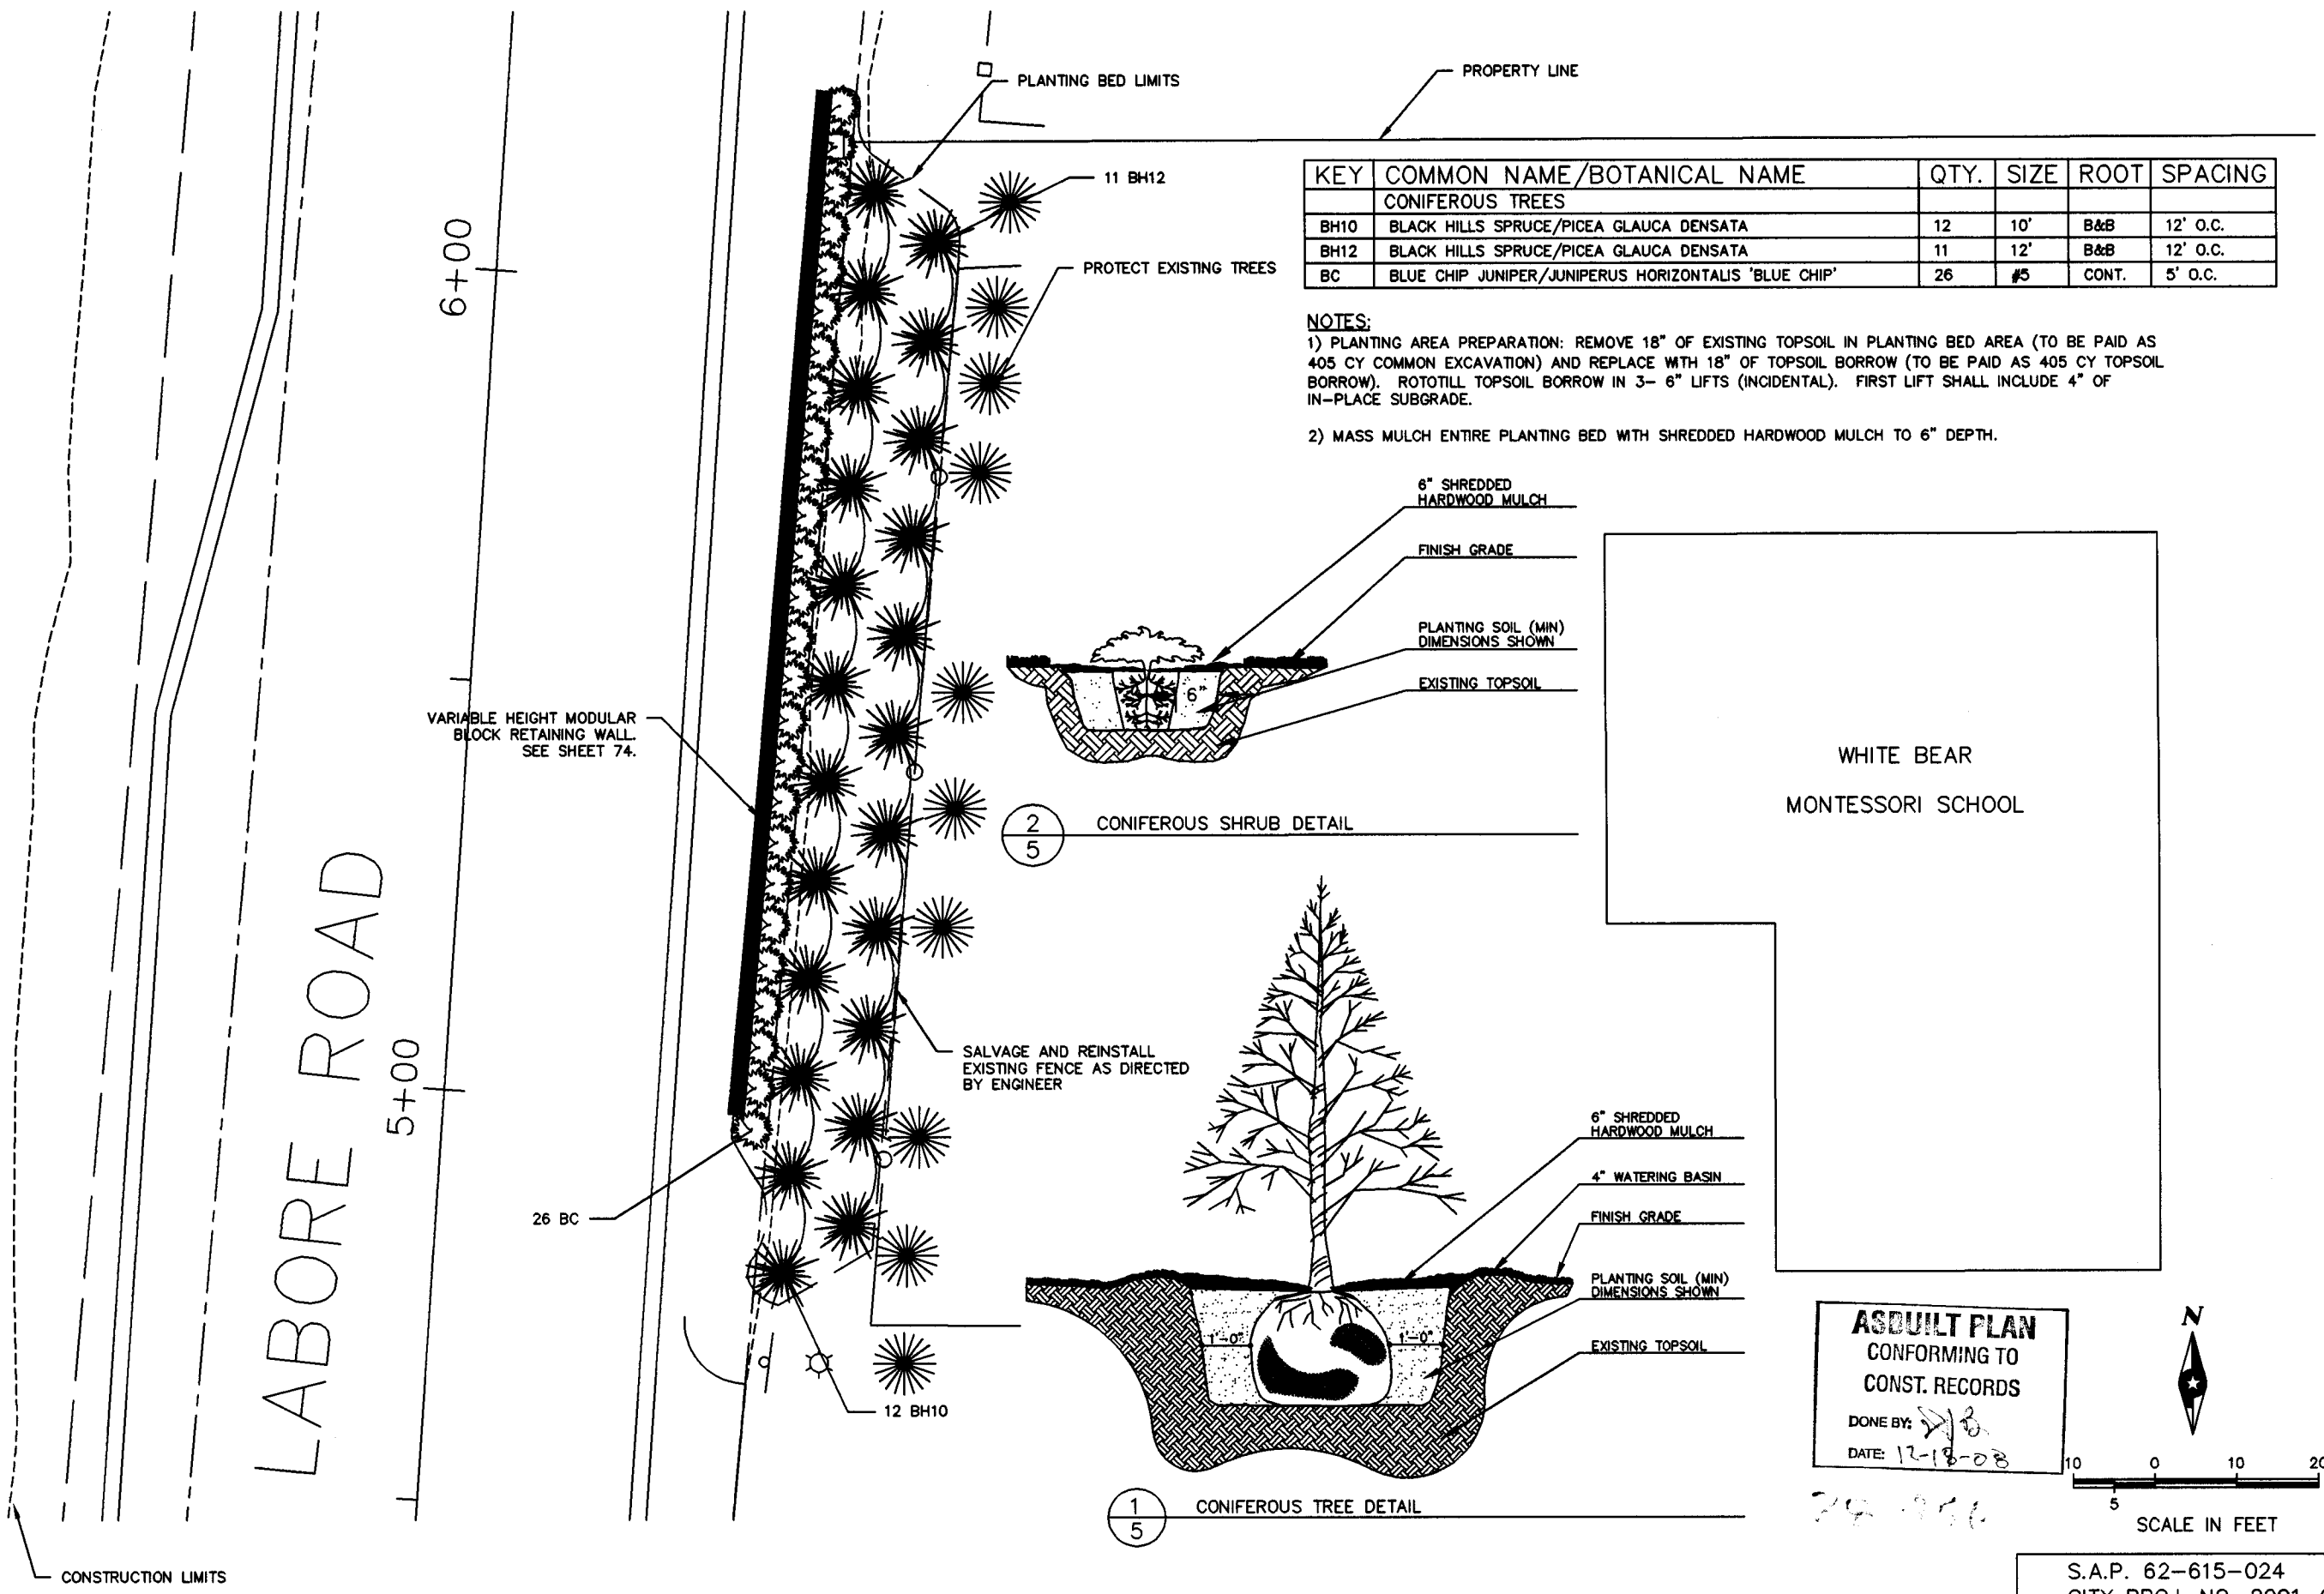 PLANTING BED LIMITS
PROPERTY LINE
11 BH12
PROTECT EXISTING TREES
6+00
KEY COMMON NAME/BOTANICAL NAME QTY. SIZE ROOT SPACING
CONIFEROUS TREES
BH10 BLACK HILLS SPRUCE/PICEA GLAUCA DENSATA 12 10' B&B 12' O.C.
BH12 BLACK HILLS SPRUCE/PICEA GLAUCA DENSATA 11 12' B&B 12' O.C.
BC BLUE CHIP JUNIPER/JUNIPERUS HORIZONTALIS 'BLUE CHIP' 26 #5 CONT. 5' O.C.
NOTES:
1) PLANTING AREA PREPARATION: REMOVE 18" OF EXISTING TOPSOIL IN PLANTING BED AREA (TO BE PAID AS
405 CY COMMON EXCAVATION) AND REPLACE WITH 18" OF TOPSOIL BORROW (TO BE PAID AS 405 CY TOPSOIL
BORROW). ROTOTILL TOPSOIL BORROW IN 3- 6" LIFTS (INCIDENTAL). FIRST LIFT SHALL INCLUDE 4" OF
IN-PLACE SUBGRADE.
2) MASS MULCH ENTIRE PLANTING BED WITH SHREDDED HARDWOOD MULCH TO 6" DEPTH.
6" SHREDDED
HARDWOOD MULCH
FINISH GRADE
PLANTING SOIL (MIN)
DIMENSIONS SHOWN
EXISTING TOPSOIL
6"
2
5
CONIFEROUS SHRUB DETAIL
VARIABLE HEIGHT MODULAR
BLOCK RETAINING WALL.
SEE SHEET 74.
WHITE BEAR
MONTESSORI SCHOOL
LABORE ROAD
5+00
SALVAGE AND REINSTALL
EXISTING FENCE AS DIRECTED
BY ENGINEER
26 BC
12 BH10
6" SHREDDED
HARDWOOD MULCH
4" WATERING BASIN
FINISH GRADE
PLANTING SOIL (MIN)
DIMENSIONS SHOWN
EXISTING TOPSOIL
1'-0" 1'-0"
1
5
CONIFEROUS TREE DETAIL
ASBUILT PLAN
CONFORMING TO
CONST. RECORDS
DONE BY:
DATE: 12-18-03
N
10 0 10 20
5
SCALE IN FEET
CONSTRUCTION LIMITS
S.A.P. 62-615-024
CITY PROJ. NO.